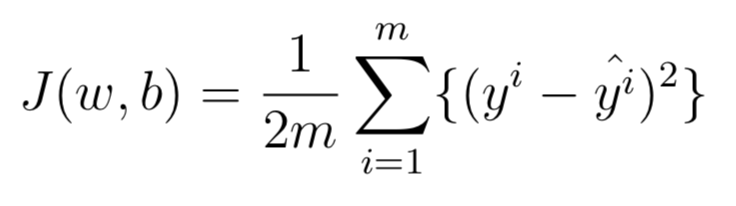 J(w, b) = \frac{1}{2m} \sum_{i=1}^{m} \{(y^i - \hat{y^i})^2\}